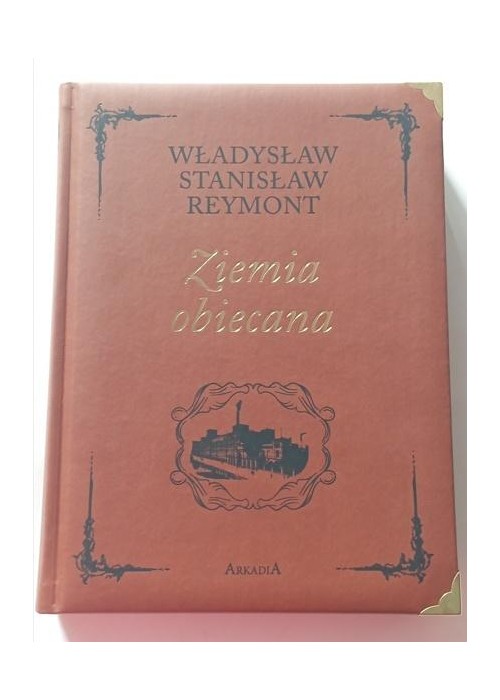 WŁADYSŁAW
STANISŁAW
REYMONT
Ziemia
obiecana
ARKADIA